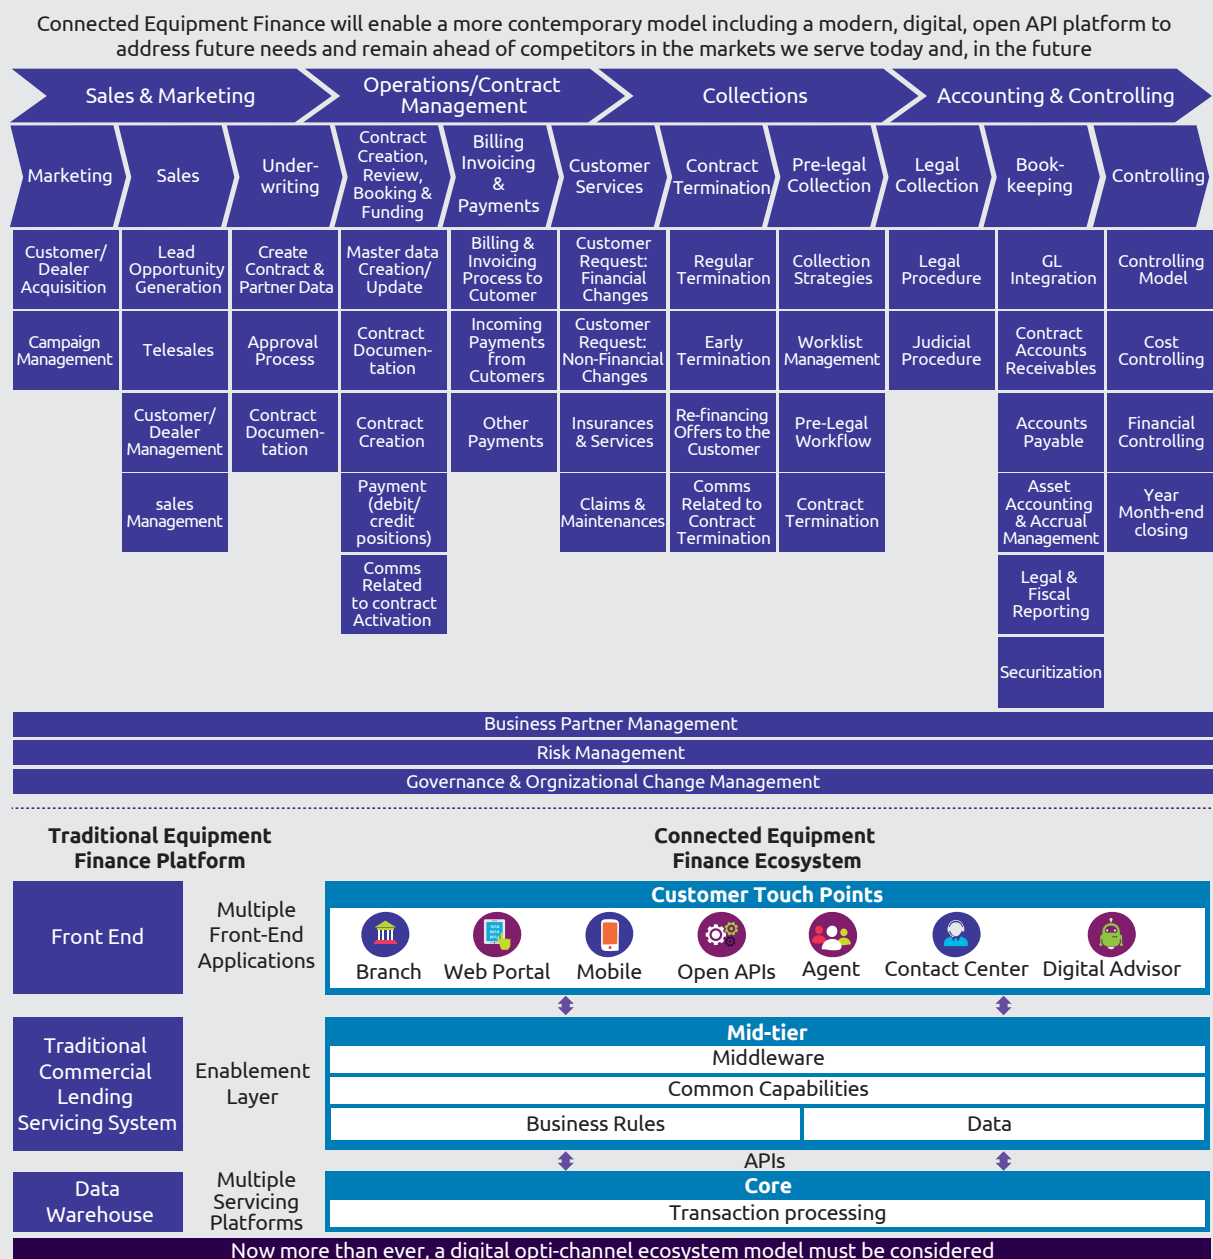 Connected Equipment Finance will enable a more contemporary model including a modern, digital, open API platform to
address future needs and remain ahead of competitors in the markets we serve today and, in the future
Sales & Marketing
Operations/Contract
Management
Collections
Accounting & Controlling
Marketing
Sales
Under-
writing
Contract
Creation,
Review,
Booking &
Funding
Billing
Invoicing
&
Payments
Customer
Services
Contract
Termination
Pre-legal
Collection
Legal
Collection
Book-
keeping
Controlling
Customer/
Dealer
Acquisition
Lead
Opportunity
Generation
Create
Contract &
Partner Data
Master data
Creation/
Update
Billing &
Invoicing
Process to
Cutomer
Customer
Request:
Financial
Changes
Regular
Termination
Collection
Strategies
Legal
Procedure
GL
Integration
Controlling
Model
Campaign
Management
Telesales
Approval
Process
Contract
Documen-
tation
Incoming
Payments
from
Cutomers
Customer
Request:
Non-Financial
Changes
Early
Termination
Worklist
Management
Judicial
Procedure
Contract
Accounts
Receivables
Cost
Controlling
Customer/
Dealer
Management
Contract
Documen-
tation
Contract
Creation
Other
Payments
Insurances
& Services
Re-financing
Offers to the
Customer
Pre-Legal
Workflow
Accounts
Payable
Financial
Controlling
sales
Management
Payment
(debit/
credit
positions)
Claims &
Maintenances
Comms
Related to
Contract
Termination
Contract
Termination
Asset
Accounting
& Accrual
Management
Year
Month-end
closing
Comms
Related
to contract
Activation
Legal &
Fiscal
Reporting
Securitization
Business Partner Management
Risk Management
Governance & Orgnizational Change Management
Traditional Equipment
Finance Platform
Connected Equipment
Finance Ecosystem
Front End
Multiple
Front-End
Applications
Customer Touch Points
Branch
Web Portal
Mobile
Open APIs
Agent
Contact Center
Digital Advisor
Traditional
Commercial
Lending
Servicing System
Enablement
Layer
Mid-tier
Middleware
Common Capabilities
Business Rules
Data
APIs
Data
Warehouse
Multiple
Servicing
Platforms
Core
Transaction processing
Now more than ever, a digital opti-channel ecosystem model must be considered